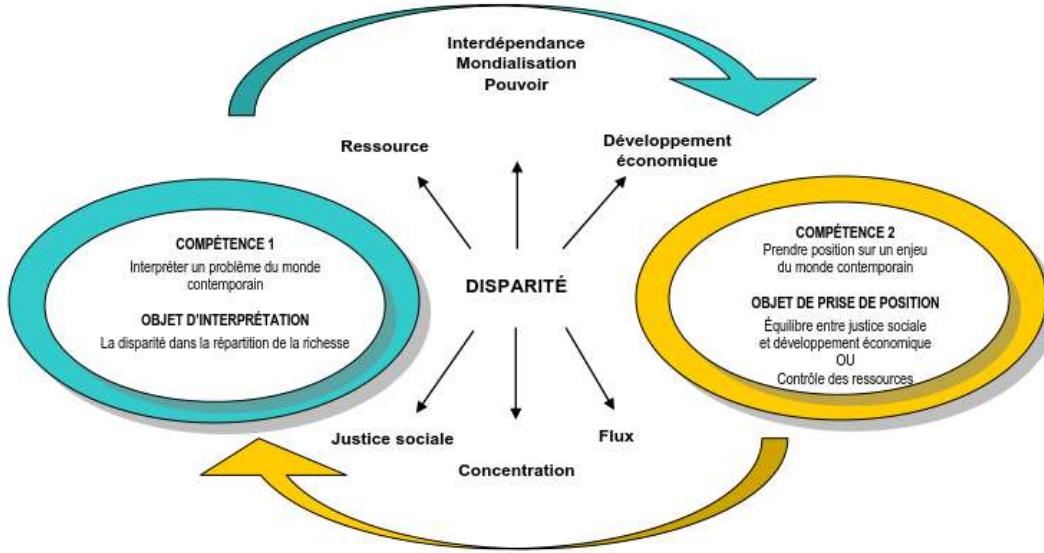 Interdépendance
Mondialisation
Pouvoir
Ressource
Développement
économique
COMPÉTENCE 1
Interpréter un problème du monde
contemporain
OBJET D'INTERPRÉTATION
La disparité dans la répartition de la richesse
DISPARITÉ
COMPÉTENCE 2
Prendre position sur un enjeu
du monde contemporain
OBJET DE PRISE DE POSITION
Équilibre entre justice sociale
et développement économique
OU
Contrôle des ressources
Justice sociale
Concentration
Flux